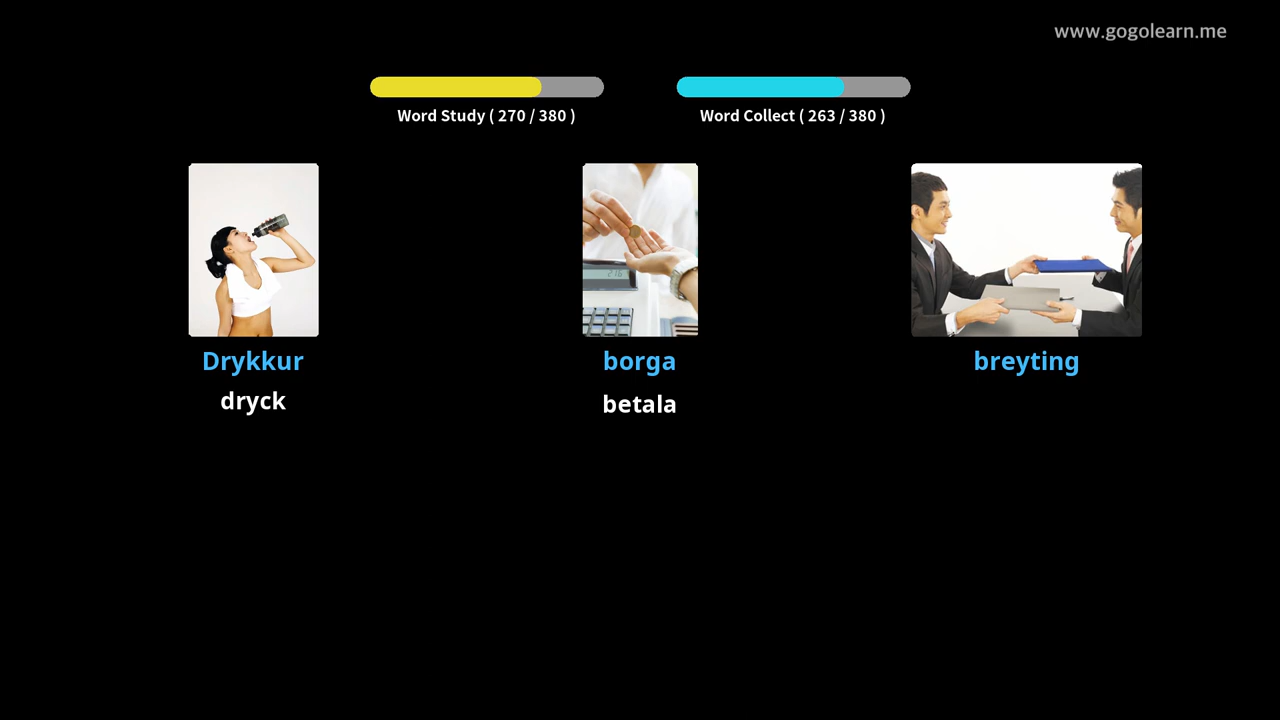 www.gogolearn.me
Word Study ( 270 / 380 )
Word Collect ( 263 / 380 )
Drykkur
borga
breyting
dryck
betala